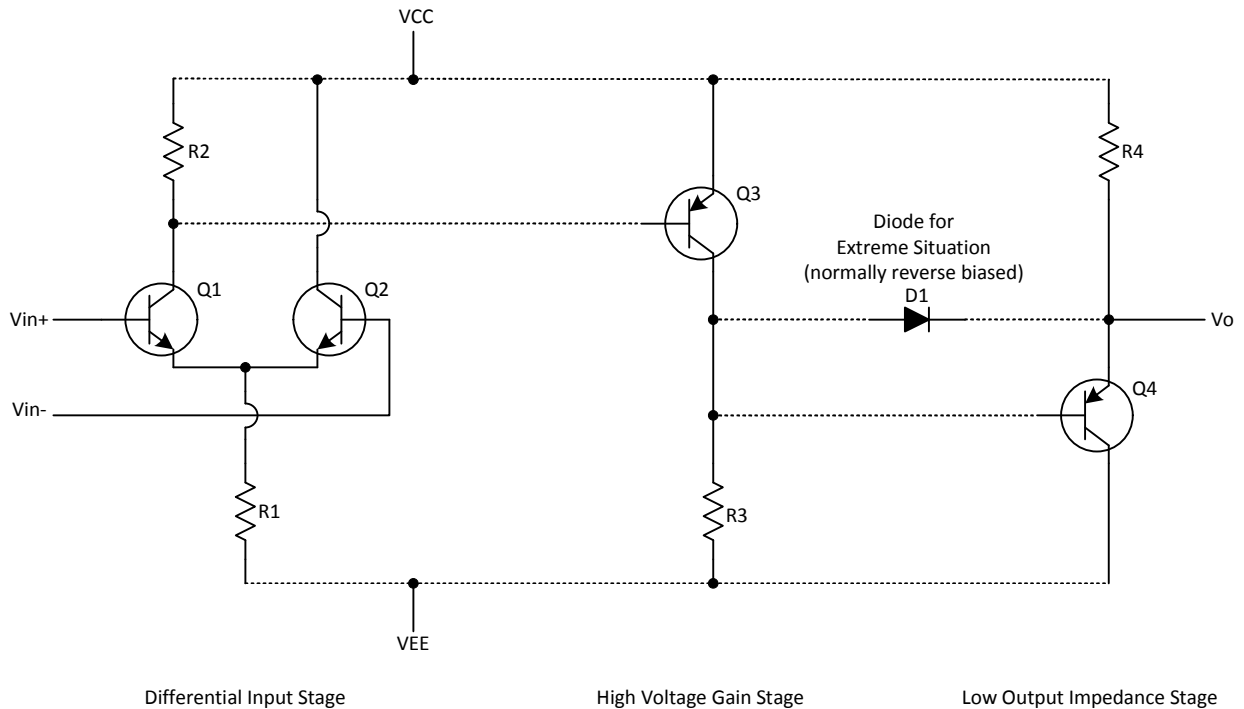 VCC
R2
R4
Q3
Diode for
Extreme Situation
(normally reverse biased)
D1
Q1
Q2
Vin+
Vo
Q4
Vin-
R1
R3
VEE
Differential Input Stage
High Voltage Gain Stage
Low Output Impedance Stage